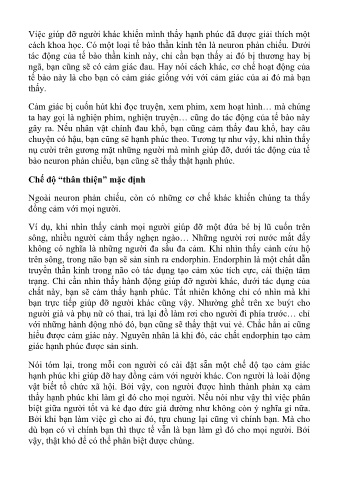 Việc giúp đỡ người khác khiến mình thấy hạnh phúc đã được giải thích một
cách khoa học. Có một loại tế bào thần kinh tên là neuron phản chiếu. Dưới
tác động của tế bào thần kinh này, chỉ cần bạn thấy ai đó bị thương hay bị
ngã, bạn cũng sẽ có cảm giác đau. Hay nói cách khác, cơ chế hoạt động của
tế bào này là cho bạn có cảm giác giống với với cảm giác của ai đó mà bạn
thấy.
Cảm giác bị cuốn hút khi đọc truyện, xem phim, xem hoạt hình… mà chúng
ta hay gọi là nghiện phim, nghiện truyện… cũng do tác động của tế bào này
gây ra. Nếu nhân vật chính đau khổ, bạn cũng cảm thấy đau khổ, hay câu
chuyện có hậu, bạn cũng sẽ hạnh phúc theo. Tương tự như vậy, khi nhìn thấy
nụ cười trên gương mặt những người mà mình giúp đỡ, dưới tác động của tế
bào neuron phản chiếu, bạn cũng sẽ thấy thật hạnh phúc.
Chế độ “thân thiện” mặc định
Ngoài neuron phản chiếu, còn có những cơ chế khác khiến chúng ta thấy
đồng cảm với mọi người.
Ví dụ, khi nhìn thấy cảnh mọi người giúp đỡ một đứa bé bị lũ cuốn trên
sông, nhiều người cảm thấy nghẹn ngào… Những người rơi nước mắt đấy
không có nghĩa là những người đa sầu đa cảm. Khi nhìn thấy cảnh cứu hộ
trên sông, trong não bạn sẽ sản sinh ra endorphin. Endorphin là một chất dẫn
truyền thần kinh trong não có tác dụng tạo cảm xúc tích cực, cải thiện tâm
trạng. Chỉ cần nhìn thấy hành động giúp đỡ người khác, dưới tác dụng của
chất này, bạn sẽ cảm thấy hạnh phúc. Tất nhiên không chỉ có nhìn mà khi
bạn trực tiếp giúp đỡ người khác cũng vậy. Nhường ghế trên xe buýt cho
người già và phụ nữ có thai, trả lại đồ làm rơi cho người đi phía trước… chỉ
với những hành động nhỏ đó, bạn cũng sẽ thấy thật vui vẻ. Chắc hẳn ai cũng
hiểu được cảm giác này. Nguyên nhân là khi đó, các chất endorphin tạo cảm
giác hạnh phúc được sản sinh.
Nói tóm lại, trong mỗi con người có cài đặt sẵn một chế độ tạo cảm giác
hạnh phúc khi giúp đỡ hay đồng cảm với người khác. Con người là loài động
vật biết tổ chức xã hội. Bởi vậy, con người được hình thành phản xạ cảm
thấy hạnh phúc khi làm gì đó cho mọi người. Nếu nói như vậy thì việc phân
biệt giữa người tốt và kẻ đạo đức giả dường như không còn ý nghĩa gì nữa.
Bởi khi bạn làm việc gì cho ai đó, tựu chung lại cũng vì chính bạn. Mà cho
dù bạn có vì chính bạn thì thực tế vẫn là bạn làm gì đó cho mọi người. Bởi
vậy, thật khó để có thể phân biệt được chúng.